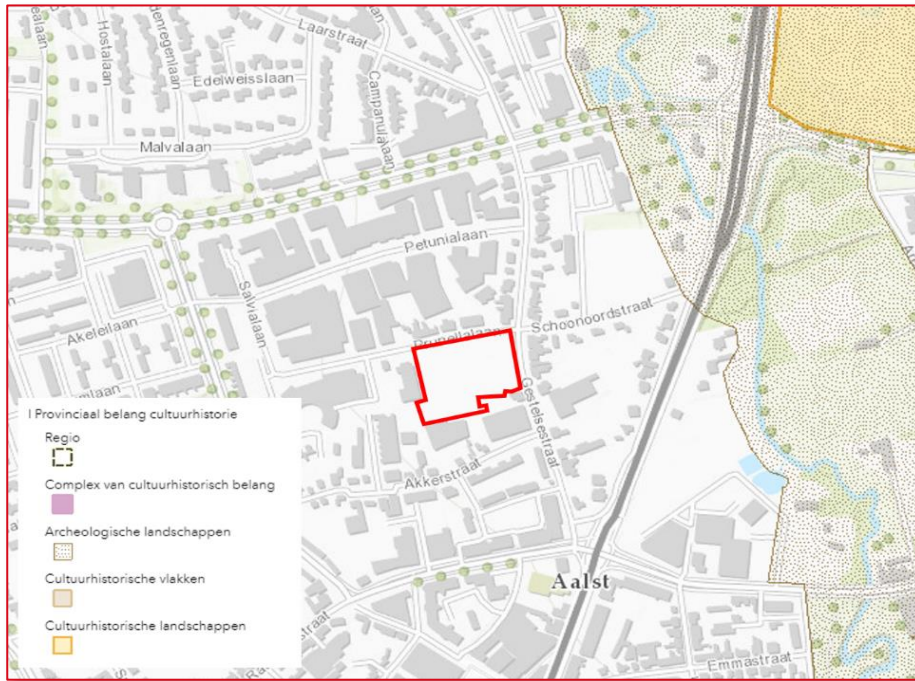 Laarstraat
Hostalaan
Edelweisslaan
Campanulalaan
Malvalaan
Petunialaan
Salvialaan
Schoonoordstraat
Prunellalaan
Akeleilaan
Gestelsestraat
Akkerstraat
Aalst
Emmastraat
I Provinciaal belang cultuurhistorie
Regio
Complex van cultuurhistorisch belang
Archeologische landschappen
Cultuurhistorische vlakken
Cultuurhistorische landschappen